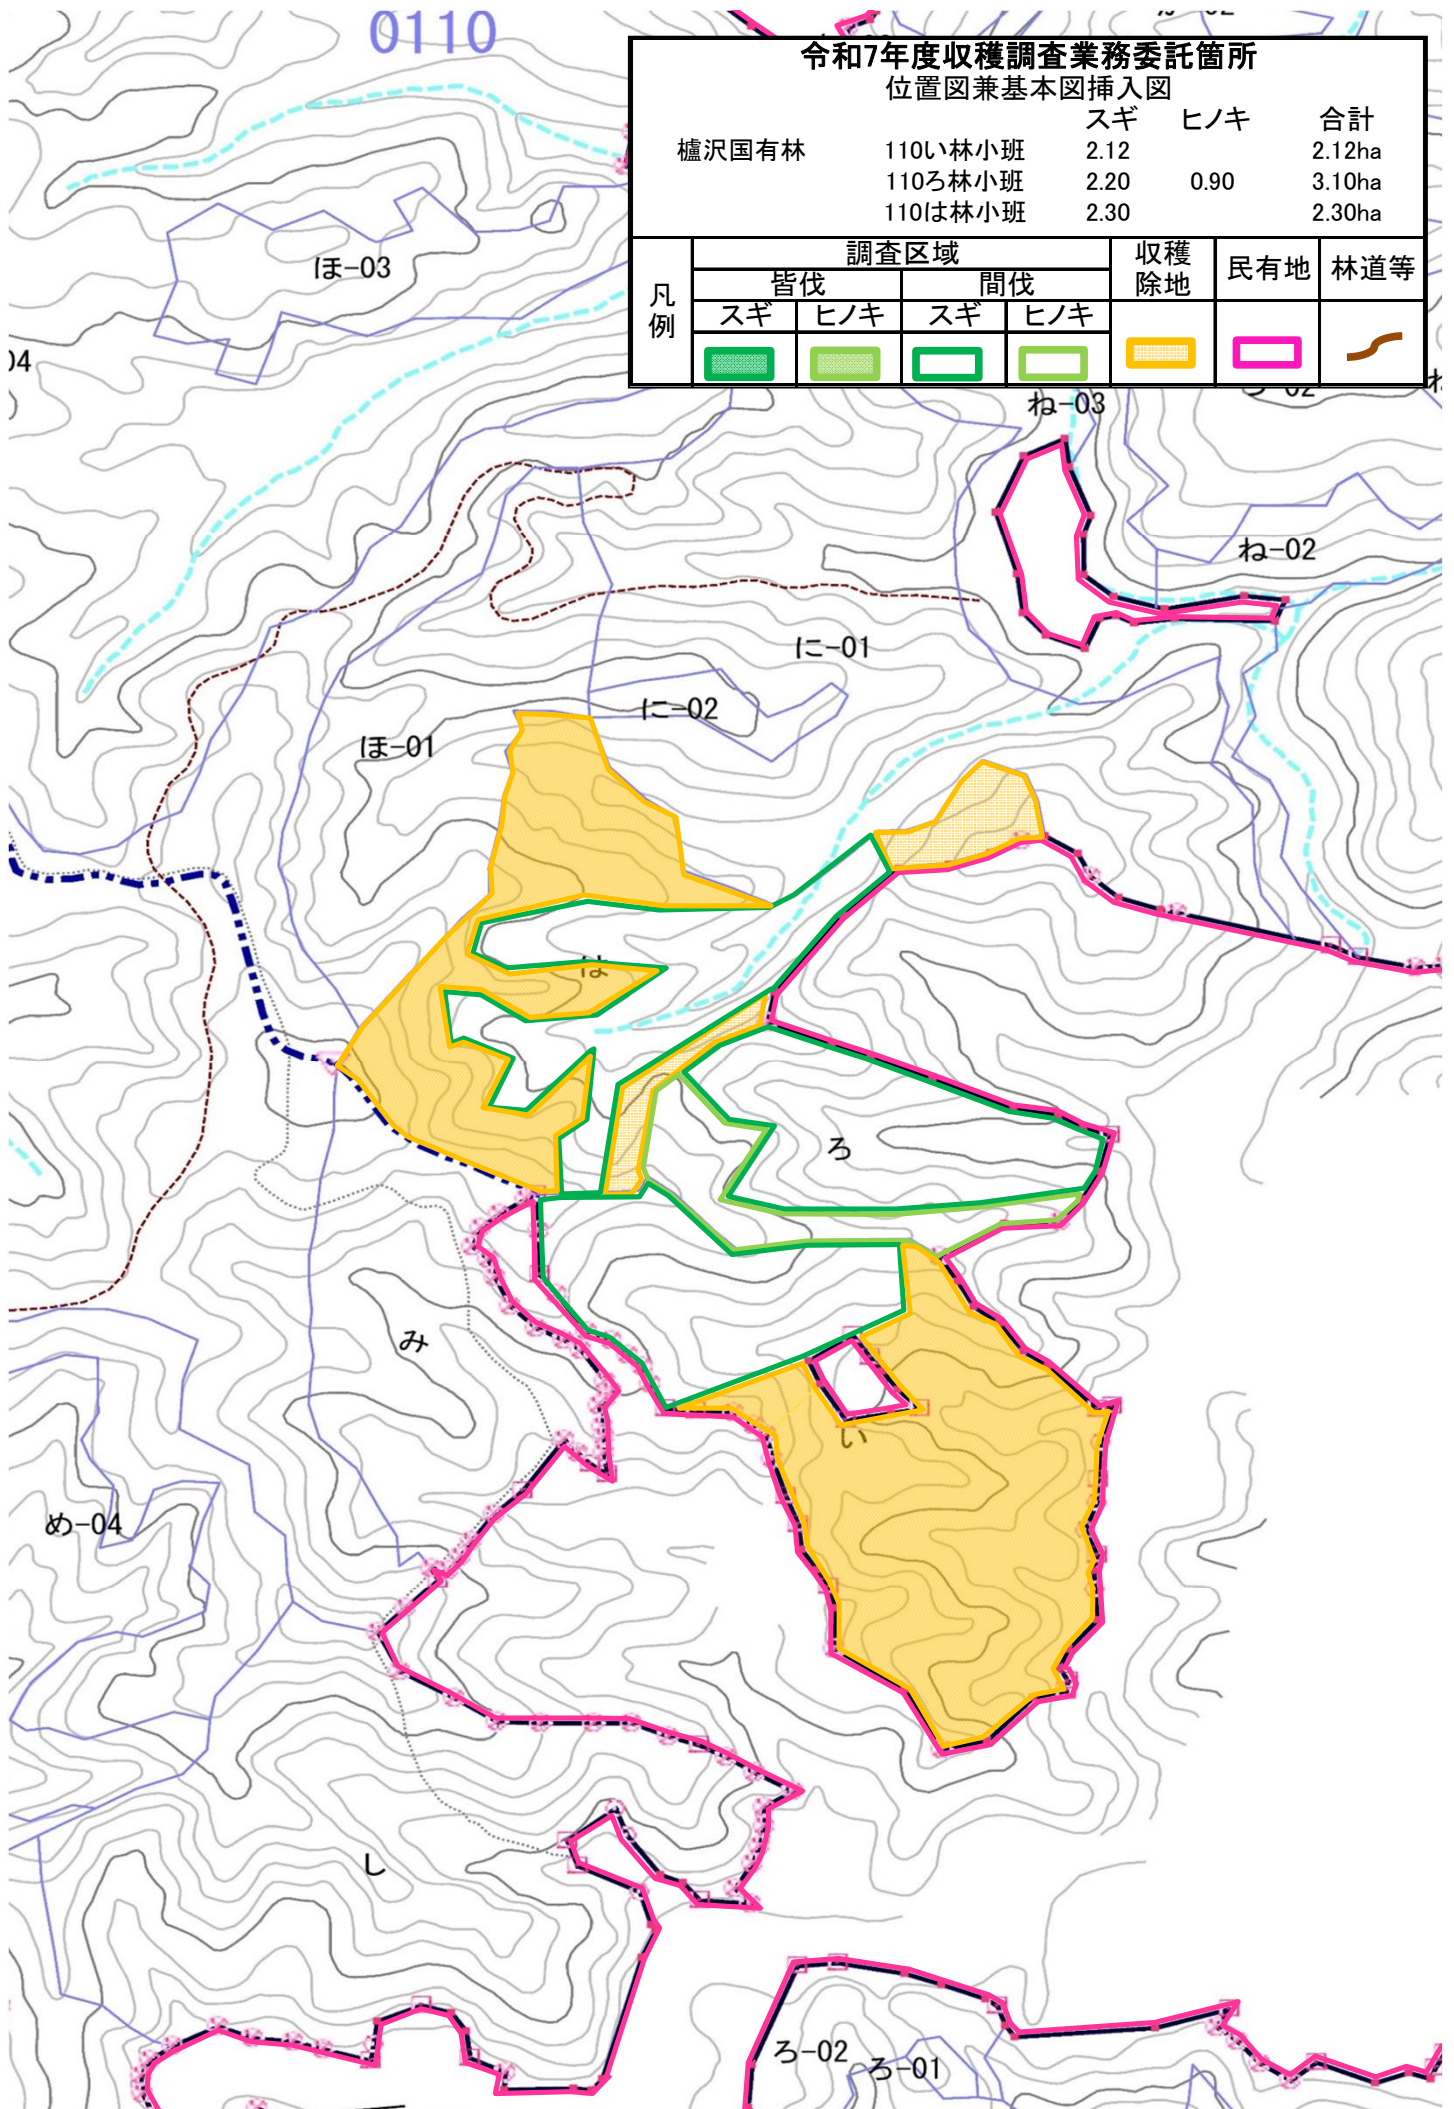 0110
令和7年度収穫調査業務委託箇所
位置図兼基本図挿入図
スギ ヒノキ 合計
櫨沢国有林 110い林小班 2.12 2.12ha
110ろ林小班 2.20 0.90 3.10ha
110は林小班 2.30 2.30ha
凡例 調査区域 収穫除地 民有地 林道等
皆伐 間伐
スギ ヒノキ スギ ヒノキ
ほ-03
04
ね-03
ね-02
に-01
に-02
ほ-01
は
ろ
み
い
め-04
し
ろ-02
ろ-01